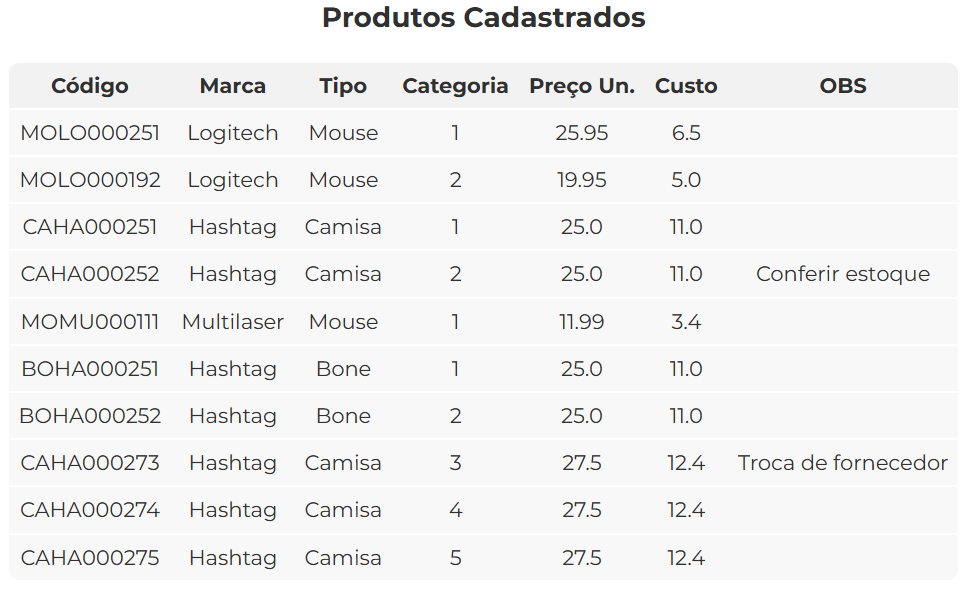 Produtos Cadastrados
Código Marca Tipo Categoria Preço Un. Custo OBS
MOLO000251 Logitech Mouse 1 25.95 6.5
MOLO000192 Logitech Mouse 2 19.95 5.0
CAHA000251 Hashtag Camisa 1 25.0 11.0
CAHA000252 Hashtag Camisa 2 25.0 11.0 Conferir estoque
MOMU000111 Multilaser Mouse 1 11.99 3.4
BOHA000251 Hashtag Bone 1 25.0 11.0
BOHA000252 Hashtag Bone 2 25.0 11.0
CAHA000273 Hashtag Camisa 3 27.5 12.4 Troca de fornecedor
CAHA000274 Hashtag Camisa 4 27.5 12.4
CAHA000275 Hashtag Camisa 5 27.5 12.4